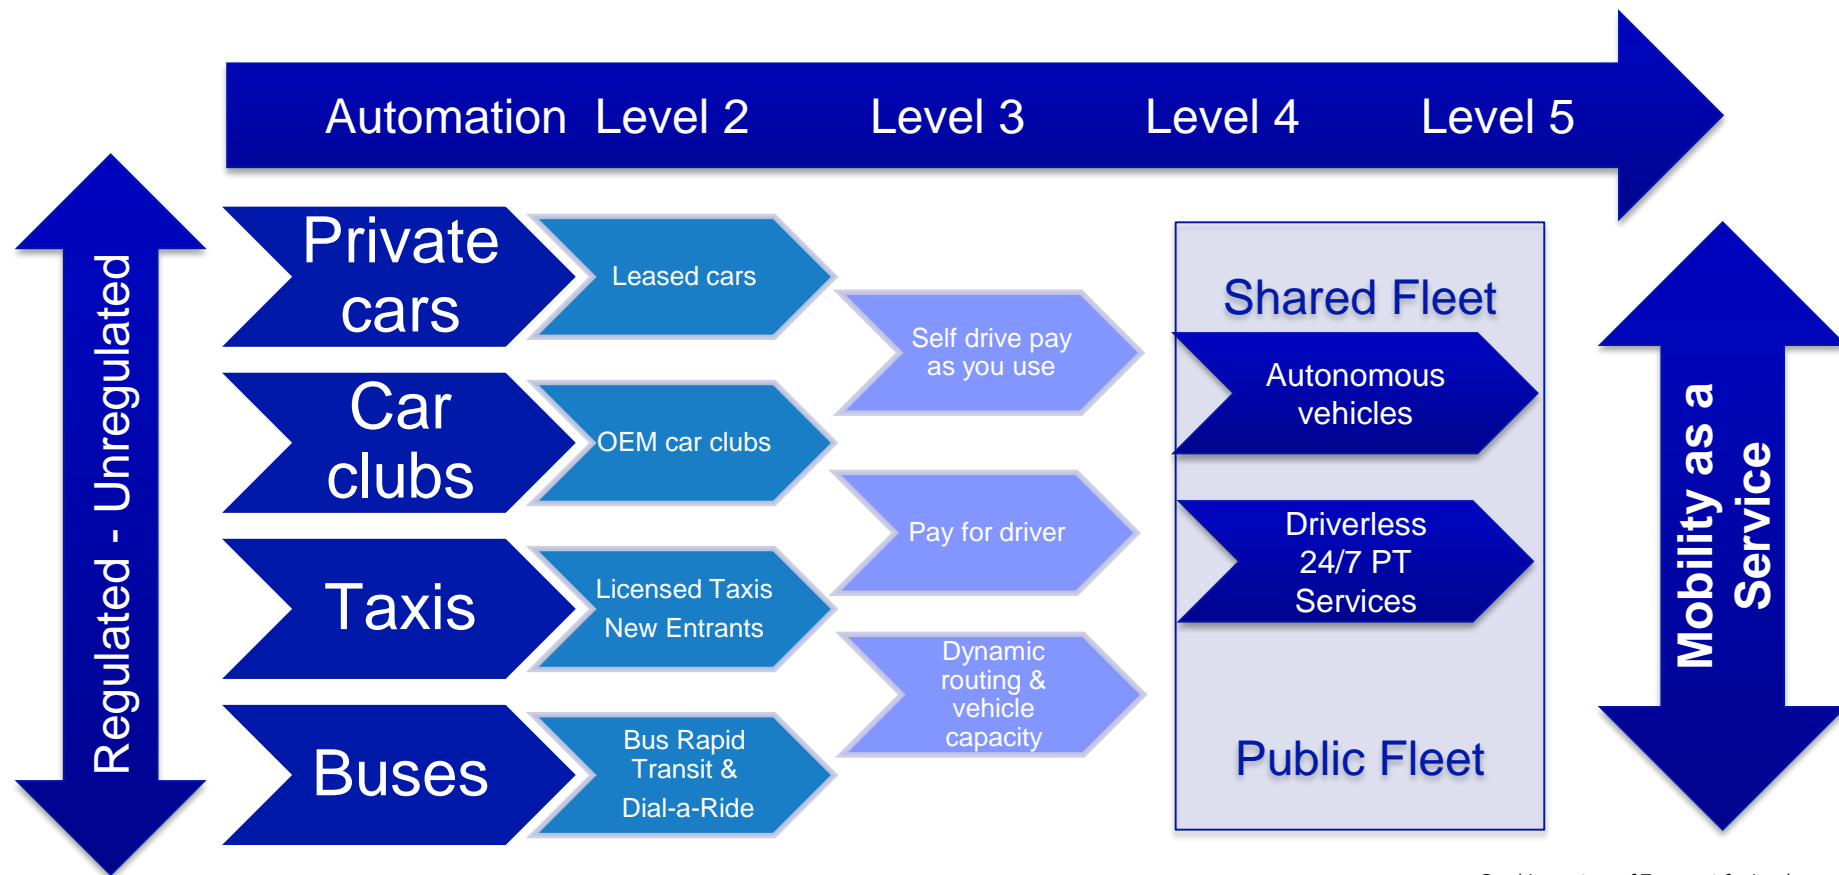 Automation Level 2 Level 3 Level 4 Level 5
Regulated - Unregulated
Private
cars
Leased cars
Self drive pay
as you use
Shared Fleet
Autonomous
vehicles
Car
clubs
OEM car clubs
Pay for driver
Driverless
24/7 PT
Services
Taxis
Licensed Taxis
New Entrants
Dynamic
routing &
vehicle
capacity
Buses
Bus Rapid
Transit &
Dial-a-Ride
Public Fleet
Mobility as a
Service